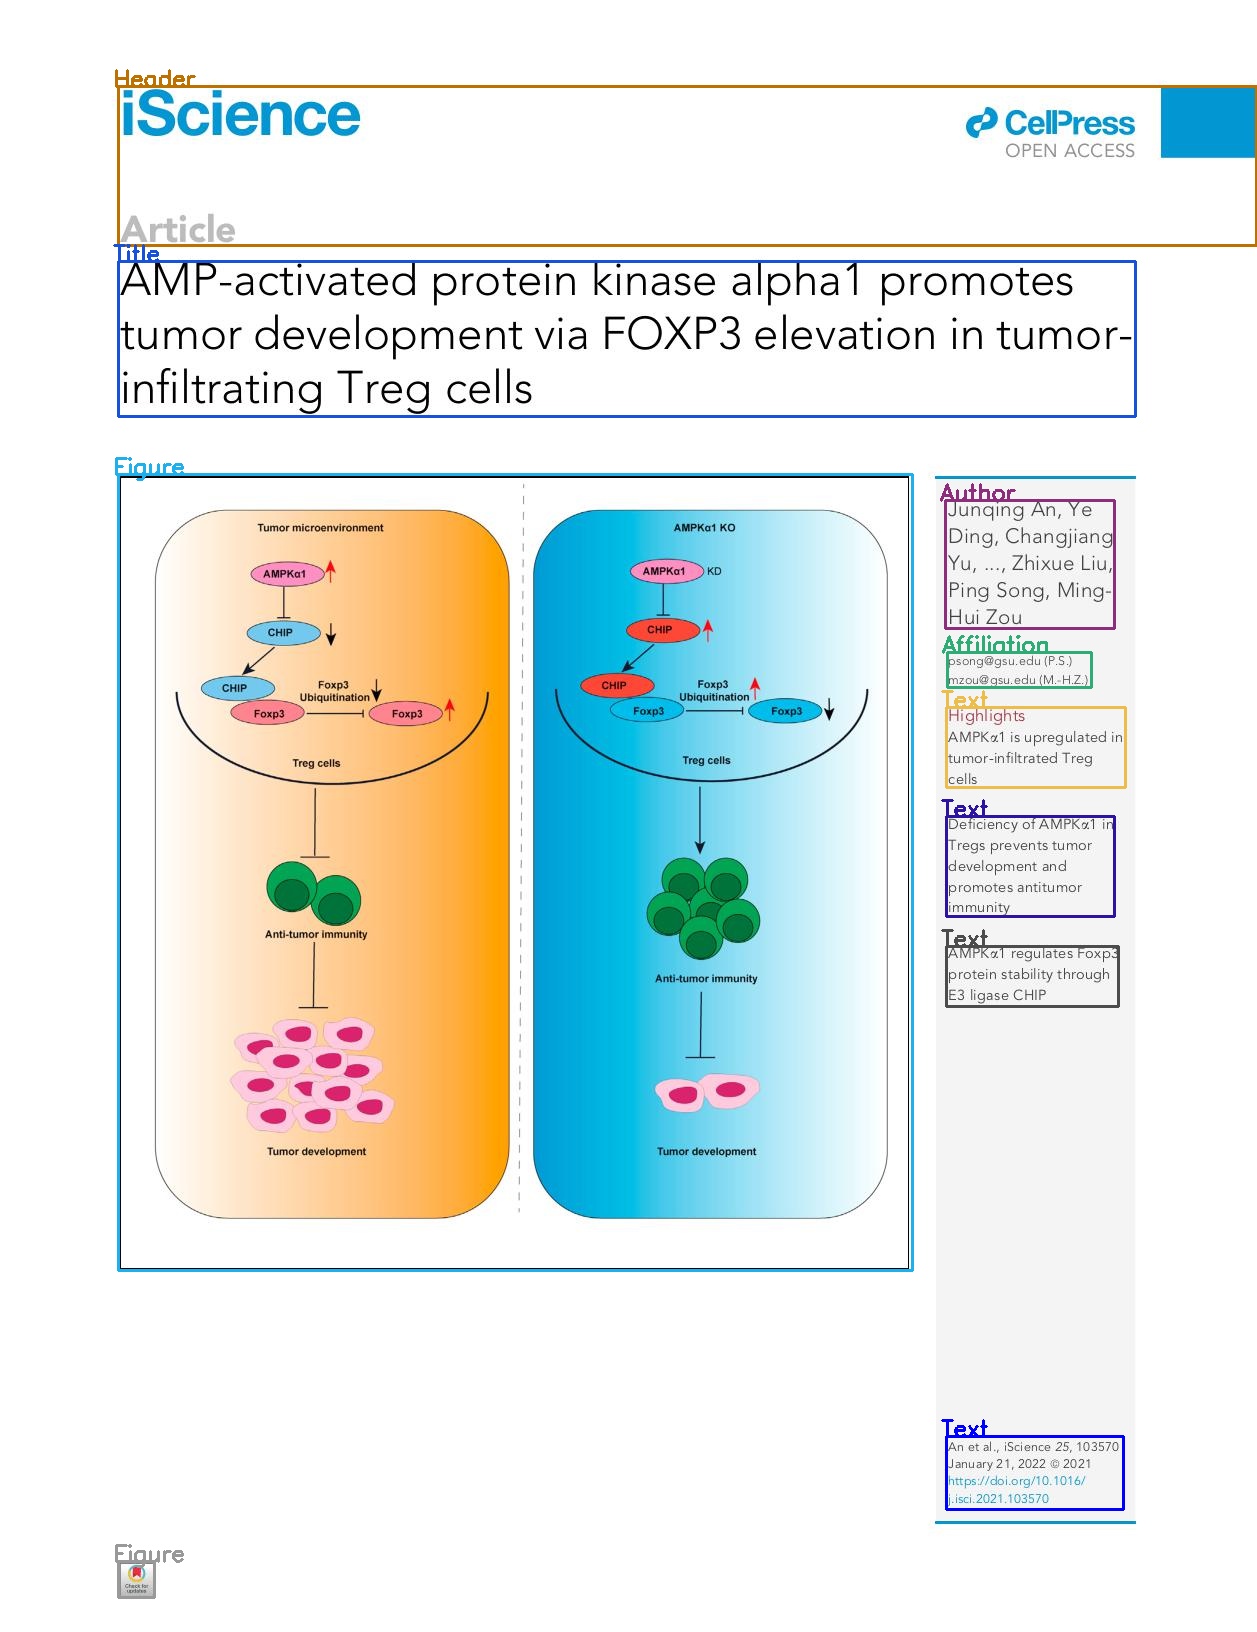 Header
iScience
CellPress
OPEN ACCESS
Article
Title
AMP-activated protein kinase alpha1 promotes
tumor development via FOXP3 elevation in tumor-
infiltrating Treg cells
Figure
Tumor microenvironment
AMPKα1
CHIP
CHIP
Foxp3
Ubiquitination
Foxp3
Foxp3
Treg cells
Anti-tumor immunity
Tumor development
AMPKα1 KO
AMPKα1 KD
CHIP
CHIP
Foxp3
Ubiquitination
Foxp3
Foxp3
Treg cells
Anti-tumor immunity
Tumor development
Author
Junqing An, Ye
Ding, Changjiang
Yu, ..., Zhixue Liu,
Ping Song, Ming-
Hui Zou
Affiliation
psong@gsu.edu (P.S.)
mzou@gsu.edu (M.-H.Z.)
Text
Highlights
AMPKα1 is upregulated in
tumor-infiltrated Treg
cells
Text
Deficiency of AMPKα1 in
Tregs prevents tumor
development and
promotes antitumor
immunity
Text
AMPKα1 regulates Foxp3
protein stability through
E3 ligase CHIP
Text
An et al., iScience 25, 103570
January 21, 2022 © 2021
https://doi.org/10.1016/
j.isci.2021.103570
Figure
Check for
updates